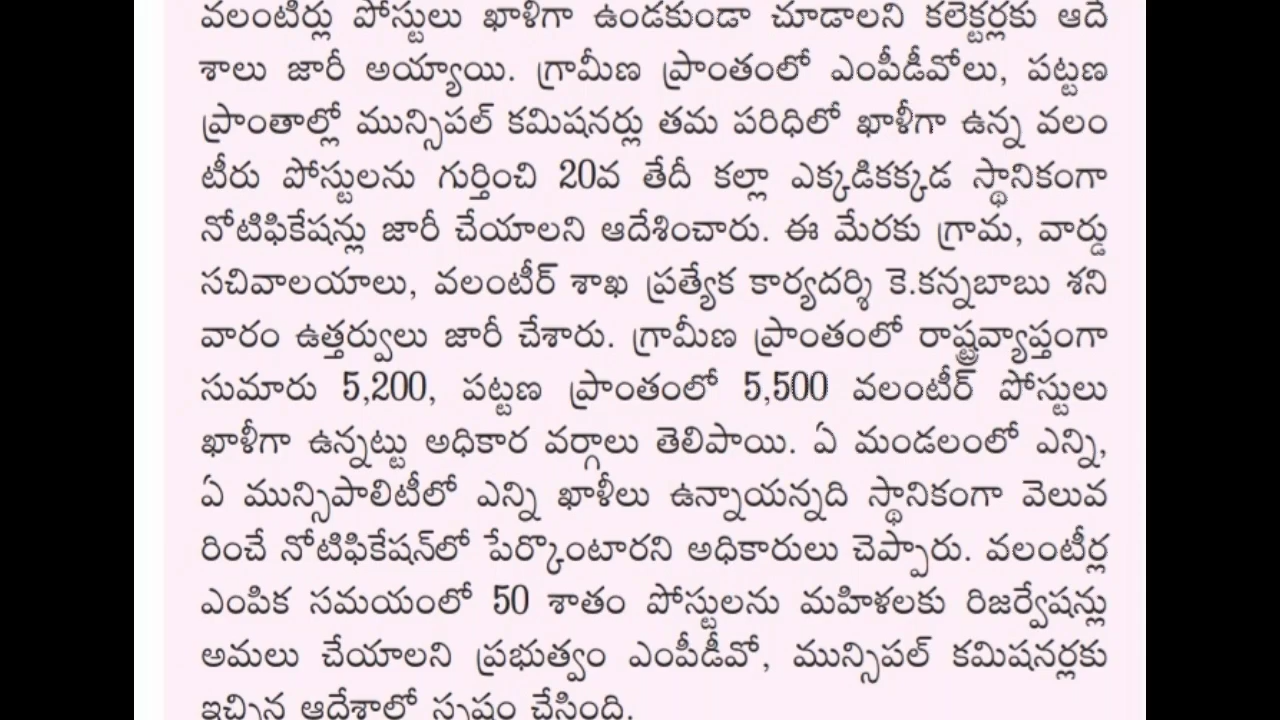 వలంటీర్లు పోస్టులు ఖాళీగా ఉండకుండా చూడాలని కలెక్టర్లకు ఆదే
శాలు జారీ అయ్యాయి. గ్రామీణ ప్రాంతంలో ఎంపీడీవోలు, పట్టణ
ప్రాంతాల్లో మున్సిపల్ కమిషనర్లు తమ పరిధిలో ఖాళీగా ఉన్న వలం
టీరు పోస్టులను గుర్తించి 20వ తేదీ కల్లా ఎక్కడికక్కడ స్థానికంగా
నోటిఫికేషన్లు జారీ చేయాలని ఆదేశించారు. ఈ మేరకు గ్రామ, వార్డు
సచివాలయాలు, వలంటీర్ శాఖ ప్రత్యేక కార్యదర్శి కె.కన్నబాబు శని
వారం ఉత్తర్వులు జారీ చేశారు. గ్రామీణ ప్రాంతంలో రాష్ట్రవ్యాప్తంగా
సుమారు 5,200, పట్టణ ప్రాంతంలో 5,500 వలంటీర్ పోస్టులు
ఖాళీగా ఉన్నట్టు అధికార వర్గాలు తెలిపాయి. ఏ మండలంలో ఎన్ని,
ఏ మున్సిపాలిటీలో ఎన్ని ఖాళీలు ఉన్నాయన్నది స్థానికంగా వెలువ
రించే నోటిఫికేషన్‌లో పేర్కొంటారని అధికారులు చెప్పారు. వలంటీర్ల
ఎంపిక సమయంలో 50 శాతం పోస్టులను మహిళలకు రిజర్వేషన్లు
అమలు చేయాలని ప్రభుత్వం ఎంపీడీవో, మున్సిపల్ కమిషనర్లకు
ఇచ్చిన ఆదేశాల్లో స్పష్టం చేసింది.